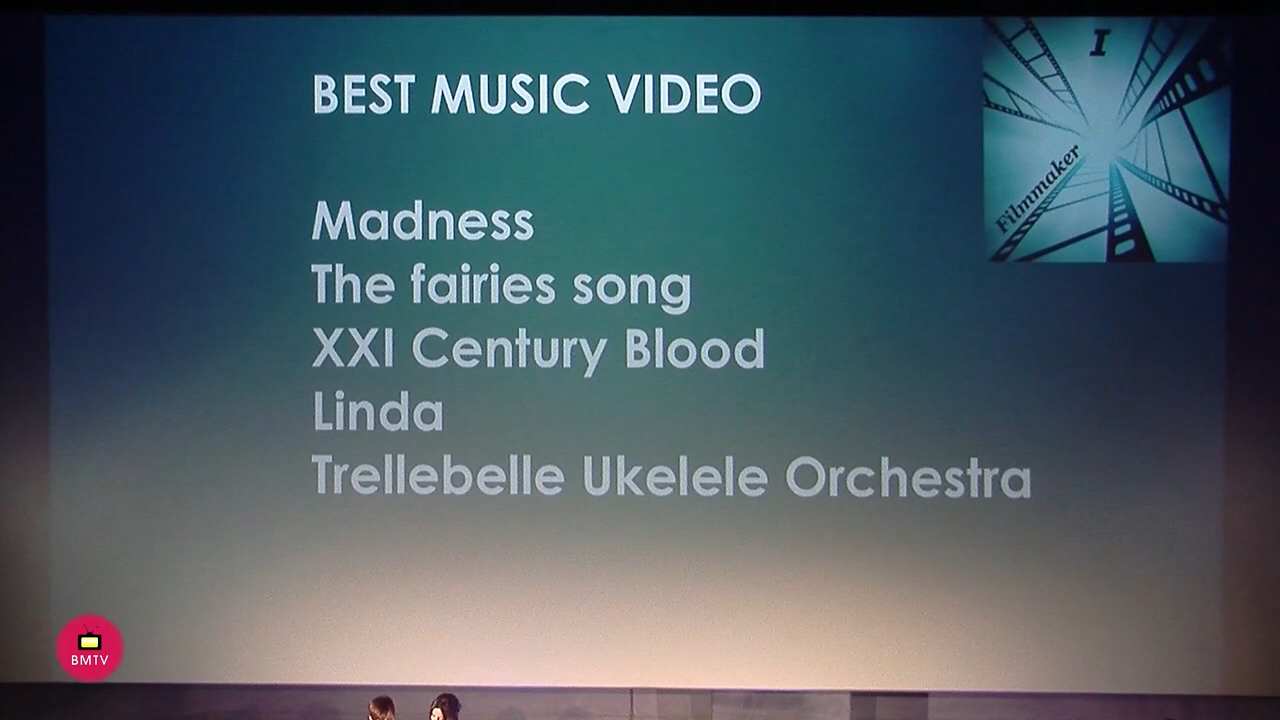 BEST MUSIC VIDEO
I
Filmmaker
Madness
The fairies song
XXI Century Blood
Linda
Trellebelle Ukelele Orchestra
BMTV